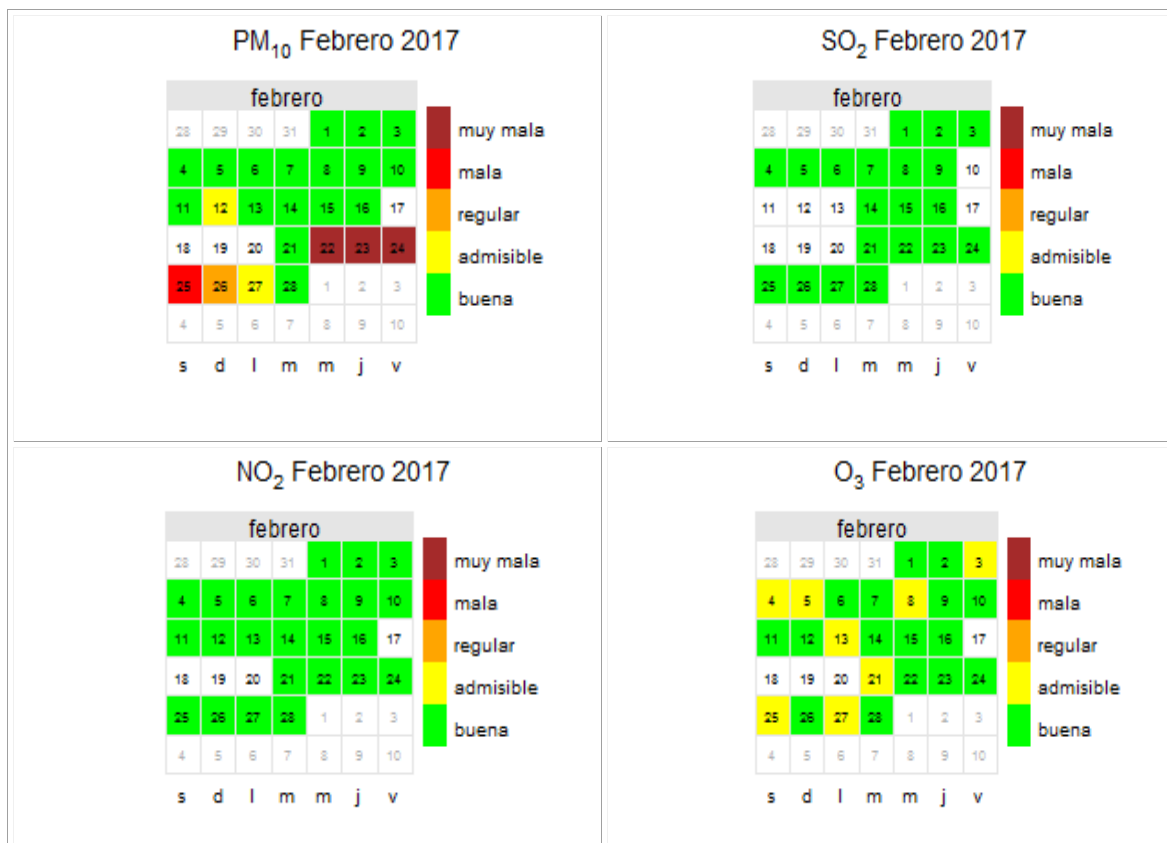 PM10 Febrero 2017
febrero
28 29 30 31 1 2 3
4 5 6 7 8 9 10
11 12 13 14 15 16 17
18 19 20 21 22 23 24
25 26 27 28 1 2 3
4 5 6 7 8 9 10
s d l m m j v
muy mala
mala
regular
admisible
buena
SO2 Febrero 2017
febrero
28 29 30 31 1 2 3
4 5 6 7 8 9 10
11 12 13 14 15 16 17
18 19 20 21 22 23 24
25 26 27 28 1 2 3
4 5 6 7 8 9 10
s d l m m j v
muy mala
mala
regular
admisible
buena
NO2 Febrero 2017
febrero
28 29 30 31 1 2 3
4 5 6 7 8 9 10
11 12 13 14 15 16 17
18 19 20 21 22 23 24
25 26 27 28 1 2 3
4 5 6 7 8 9 10
s d l m m j v
muy mala
mala
regular
admisible
buena
O3 Febrero 2017
febrero
28 29 30 31 1 2 3
4 5 6 7 8 9 10
11 12 13 14 15 16 17
18 19 20 21 22 23 24
25 26 27 28 1 2 3
4 5 6 7 8 9 10
s d l m m j v
muy mala
mala
regular
admisible
buena